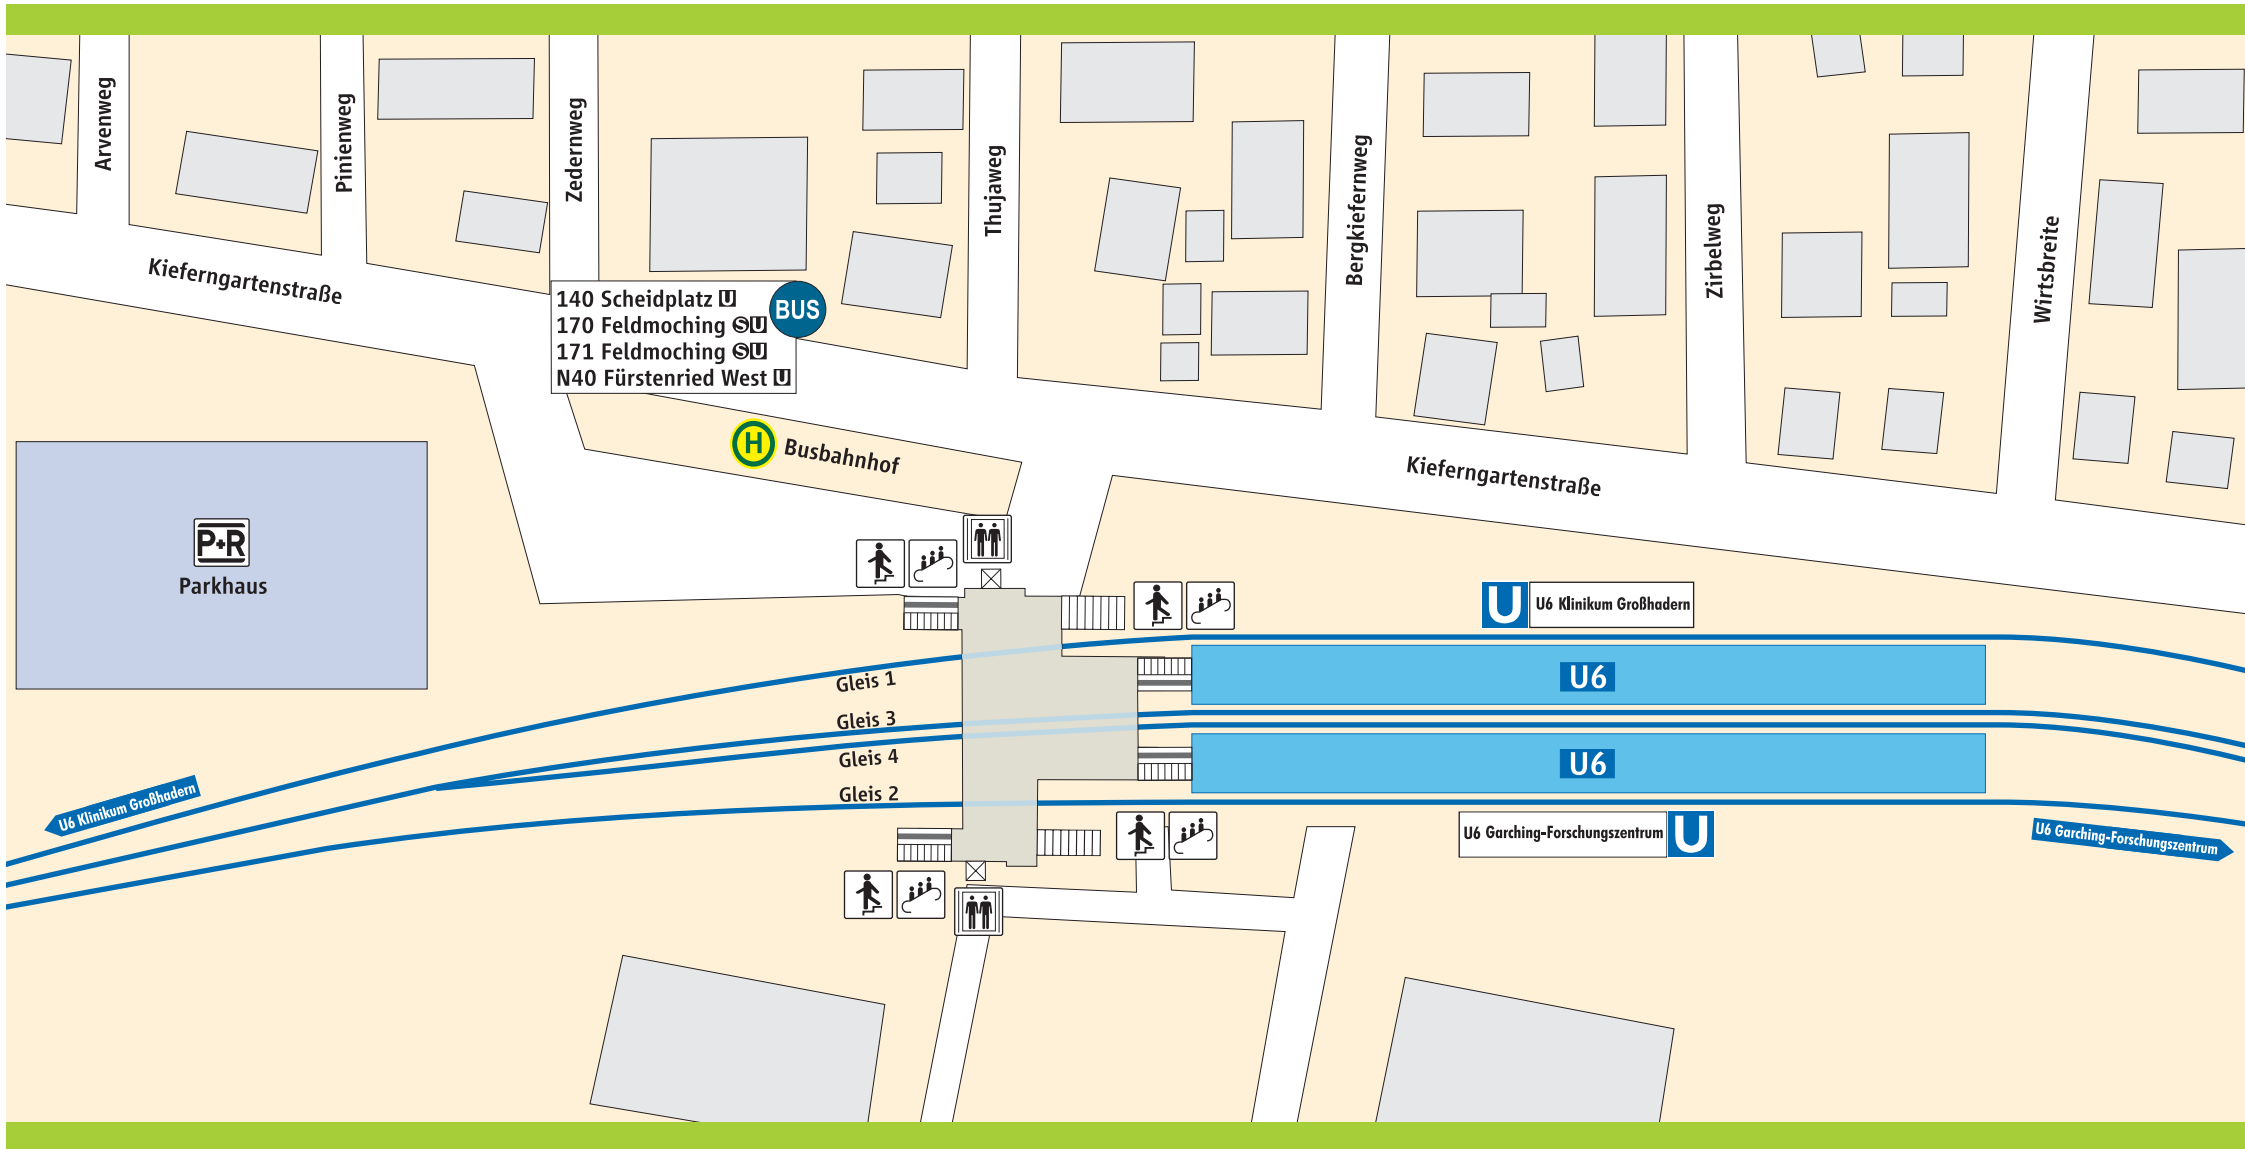 Arvenweg
Pinienweg
Zedernweg
Thujaweg
Bergkiefernweg
Zirbelweg
Wirtsbreite
Kieferngartenstraße
140 Scheidplatz U
170 Feldmoching S U
171 Feldmoching S U
N40 Fürstenried West U
BUS
H
Busbahnhof
Kieferngartenstraße
P+R
Parkhaus
U
U6 Klinikum Großhadern
Gleis 1
U6
Gleis 3
Gleis 4
U6
Gleis 2
U6 Klinikum Großhadern
U6 Garching-Forschungszentrum
U
U6 Garching-Forschungszentrum